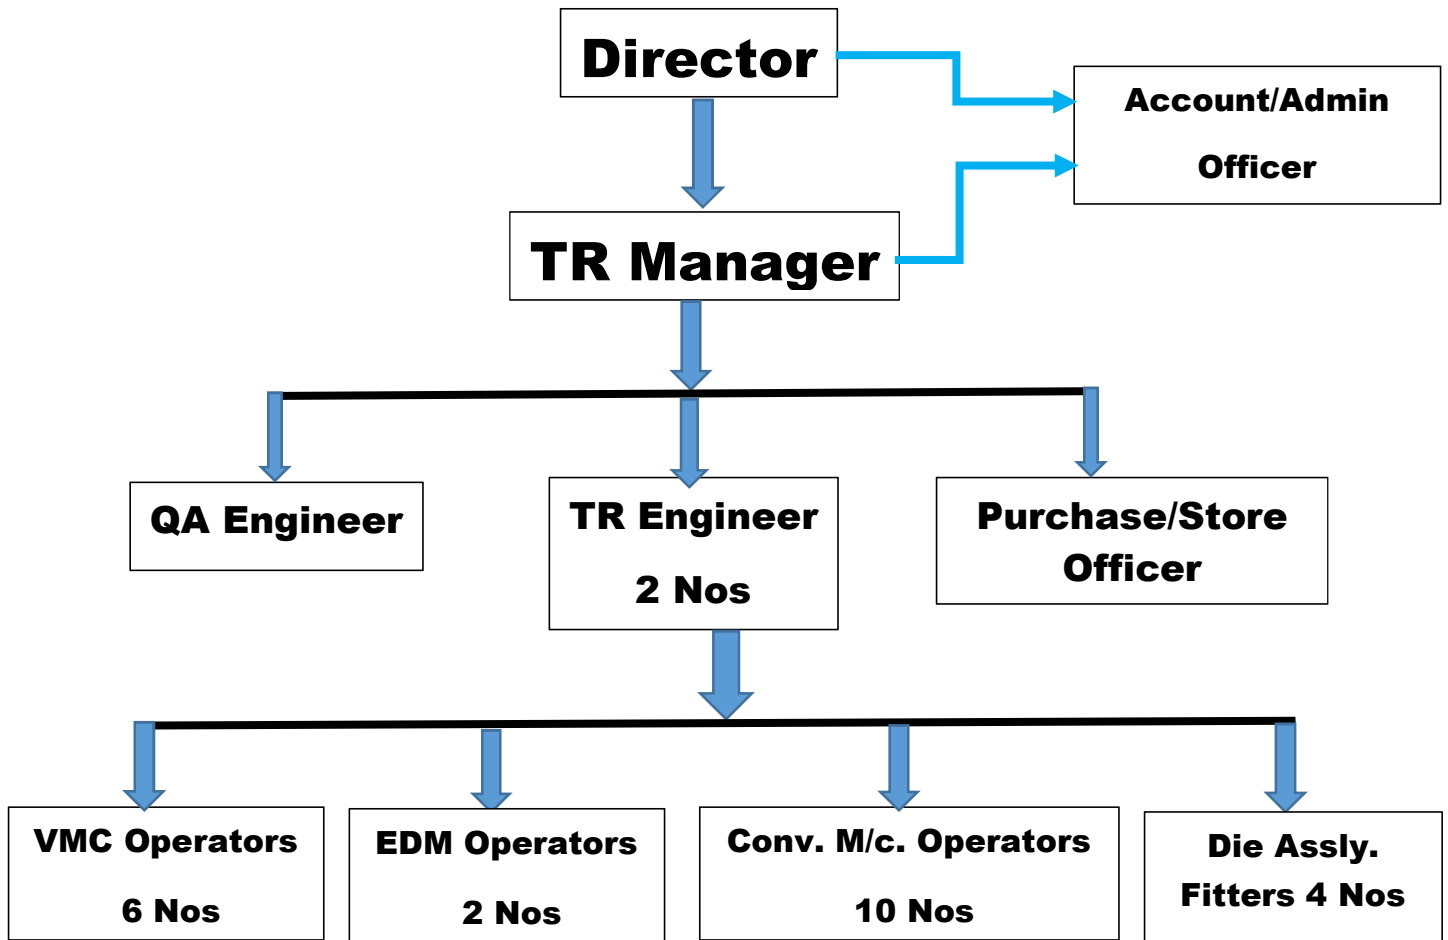 Director
Account/Admin
Officer
TR Manager
QA Engineer
TR Engineer
2 Nos
Purchase/Store
Officer
VMC Operators
6 Nos
EDM Operators
2 Nos
Conv. M/c. Operators
10 Nos
Die Assly.
Fitters 4 Nos